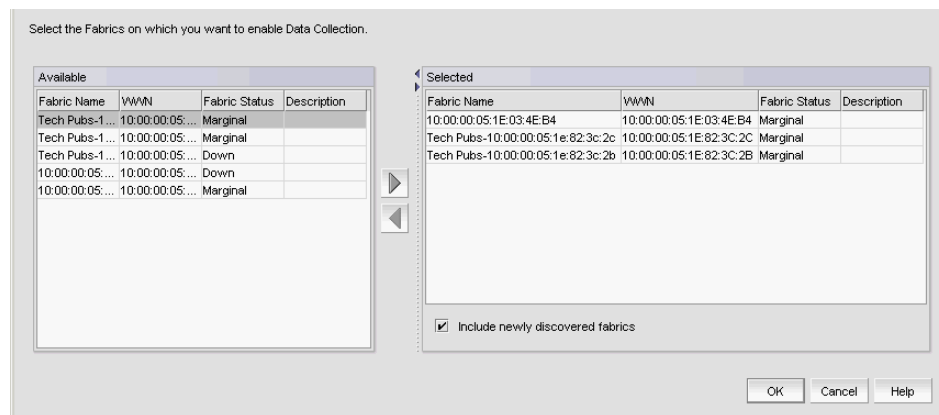 Select the Fabrics on which you want to enable Data Collection.
Available
Fabric Name WWN Fabric Status Description
Tech Pubs-1... 10:00:00:05:... Marginal
Tech Pubs-1... 10:00:00:05:... Marginal
Tech Pubs-1... 10:00:00:05:... Down
10:00:00:05:... 10:00:00:05:... Down
10:00:00:05:... 10:00:00:05:... Marginal
Selected
Fabric Name WWN Fabric Status Description
10:00:00:05:1E:03:4E:B4 10:00:00:05:1E:03:4E:B4 Marginal
Tech Pubs-10:00:00:05:1e:82:3c:2c 10:00:00:05:1E:82:3C:2C Marginal
Tech Pubs-10:00:00:05:1e:82:3c:2b 10:00:00:05:1E:82:3C:2B Marginal
Include newly discovered fabrics
OK Cancel Help